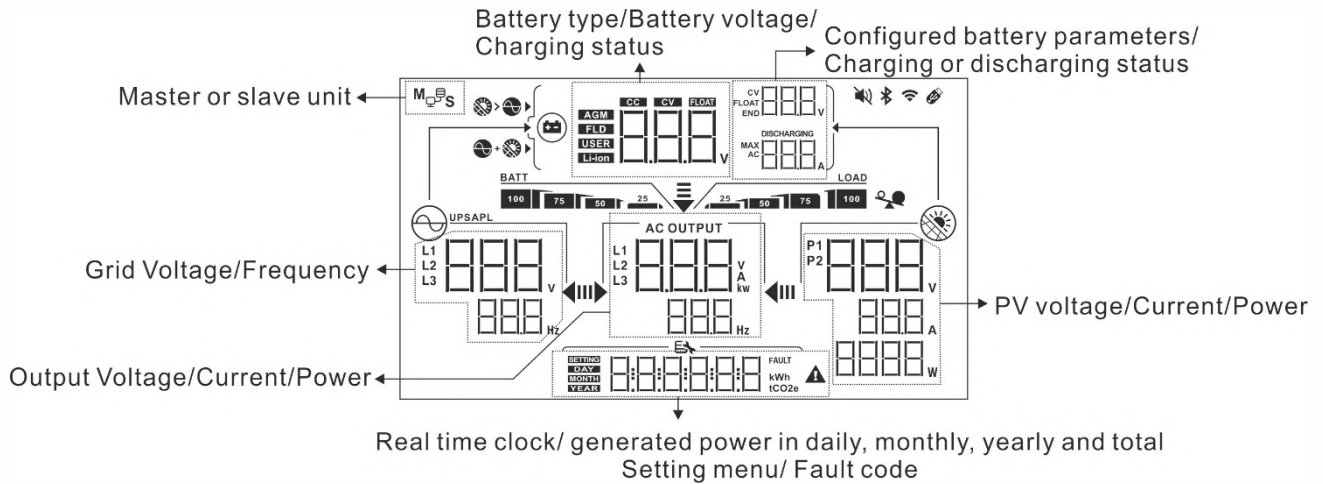 Battery type/Battery voltage/
Charging status
Configured battery parameters/
Charging or discharging status
Master or slave unit
M S
CC CV FLOAT
AGM
FLD
USER
Li-ion
V
CV
FLOAT
END
V
DISCHARGING
MAX
AC
A
BATT
LOAD
100 75 50 25
25 50 75 100
UPSAPL
AC OUTPUT
L1
L2
L3
V
Hz
L1
L2
L3
V
A
kw
Hz
P1
P2
V
A
W
Grid Voltage/Frequency
PV voltage/Current/Power
Output Voltage/Current/Power
SETTING
DAY
MONTH
YEAR
FAULT
kWh
tCO2e
Real time clock/ generated power in daily, monthly, yearly and total
Setting menu/ Fault code